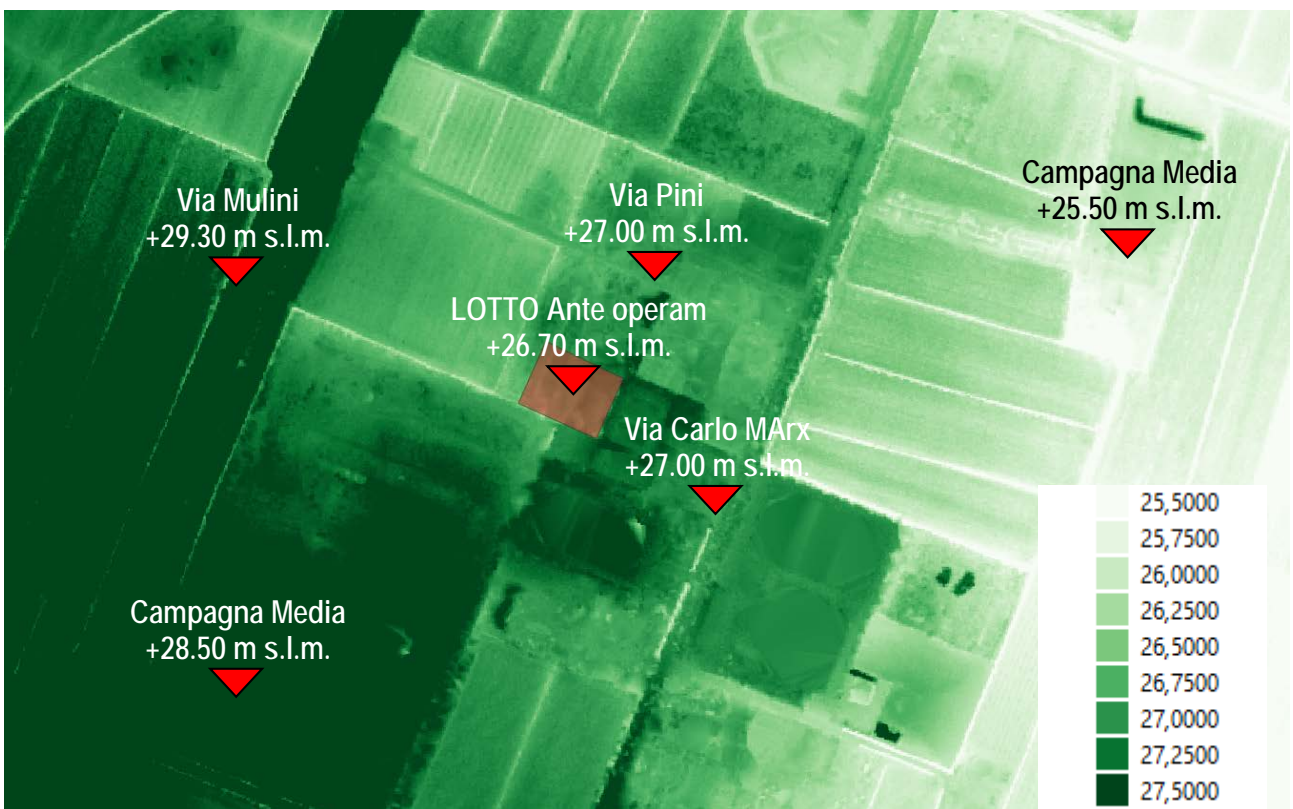 Via Mulini
+29.30 m s.l.m.
Via Pini
+27.00 m s.l.m.
Campagna Media
+25.50 m s.l.m.
LOTTO Ante operam
+26.70 m s.l.m.
Via Carlo MArx
+27.00 m s.l.m.
Campagna Media
+28.50 m s.l.m.
25,5000
25,7500
26,0000
26,2500
26,5000
26,7500
27,0000
27,2500
27,5000